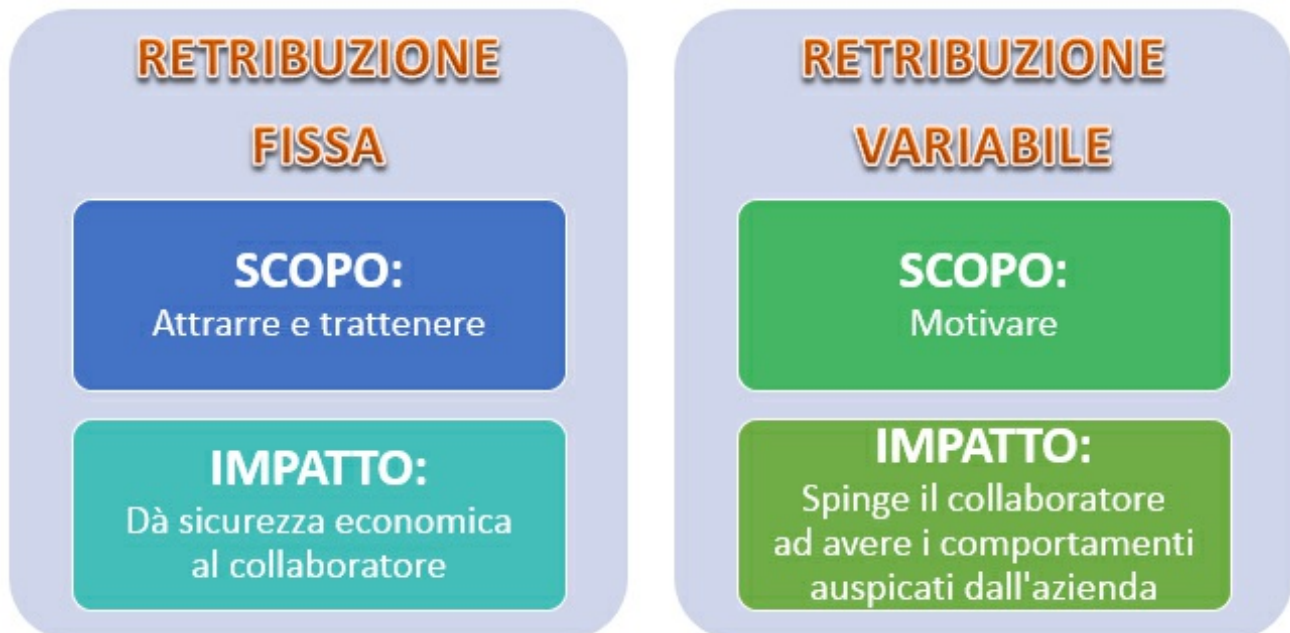 RETRIBUZIONE
FISSA
SCOPO:
Attrarre e trattenere
IMPATTO:
Dà sicurezza economica
al collaboratore
RETRIBUZIONE
VARIABILE
SCOPO:
Motivare
IMPATTO:
Spinge il collaboratore
ad avere i comportamenti
auspicati dall'azienda